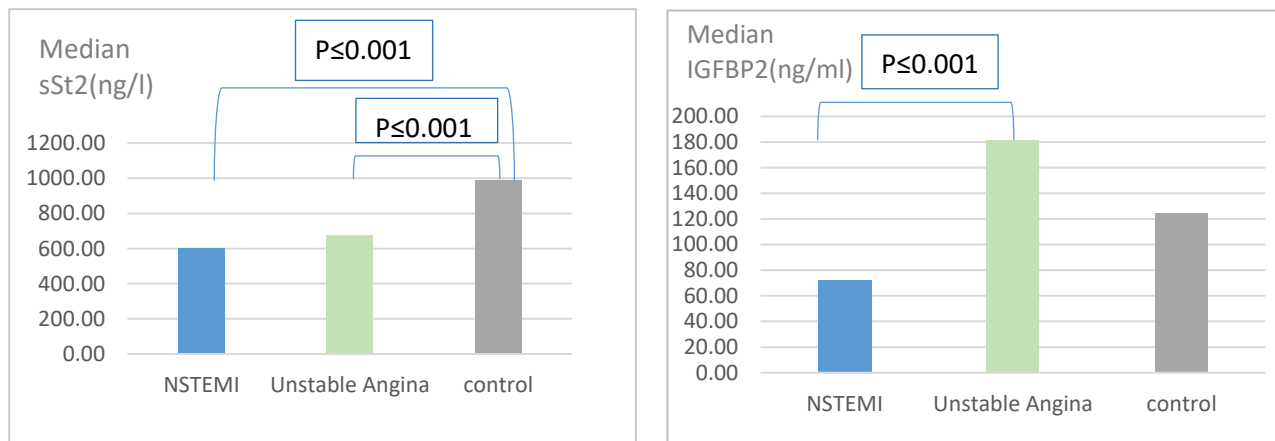 Median
sSt2(ng/l)
P≤0.001
P≤0.001
1200.00
1000.00
800.00
600.00
400.00
200.00
0.00
NSTEMI Unstable Angina control
Median
IGFBP2(ng/ml)
P≤0.001
200.00
180.00
160.00
140.00
120.00
100.00
80.00
60.00
40.00
20.00
0.00
NSTEMI Unstable Angina control